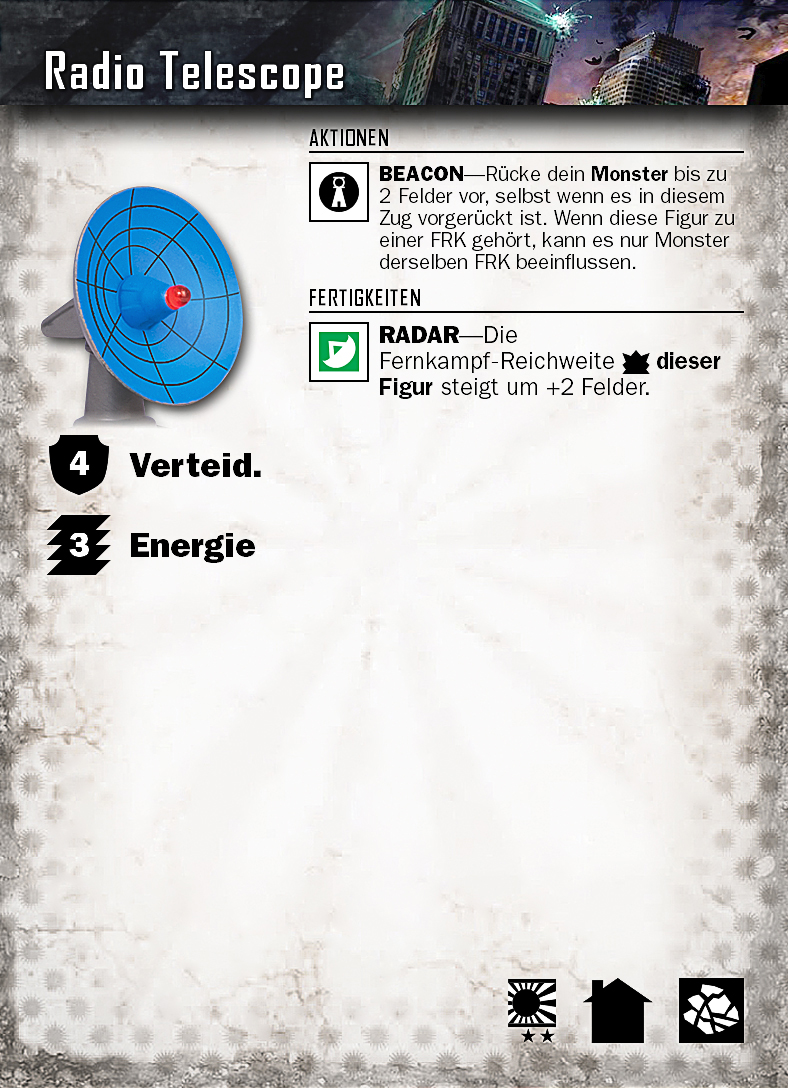 Radio Telescope
AKTIONEN
BEACON—Rücke dein Monster bis zu
2 Felder vor, selbst wenn es in diesem
Zug vorgerückt ist. Wenn diese Figur zu
einer FRK gehört, kann es nur Monster
derselben FRK beeinflussen.
FERTIGKEITEN
RADAR—Die
Fernkampf-Reichweite dieser
Figur steigt um +2 Felder.
4 Verteid.
3 Energie